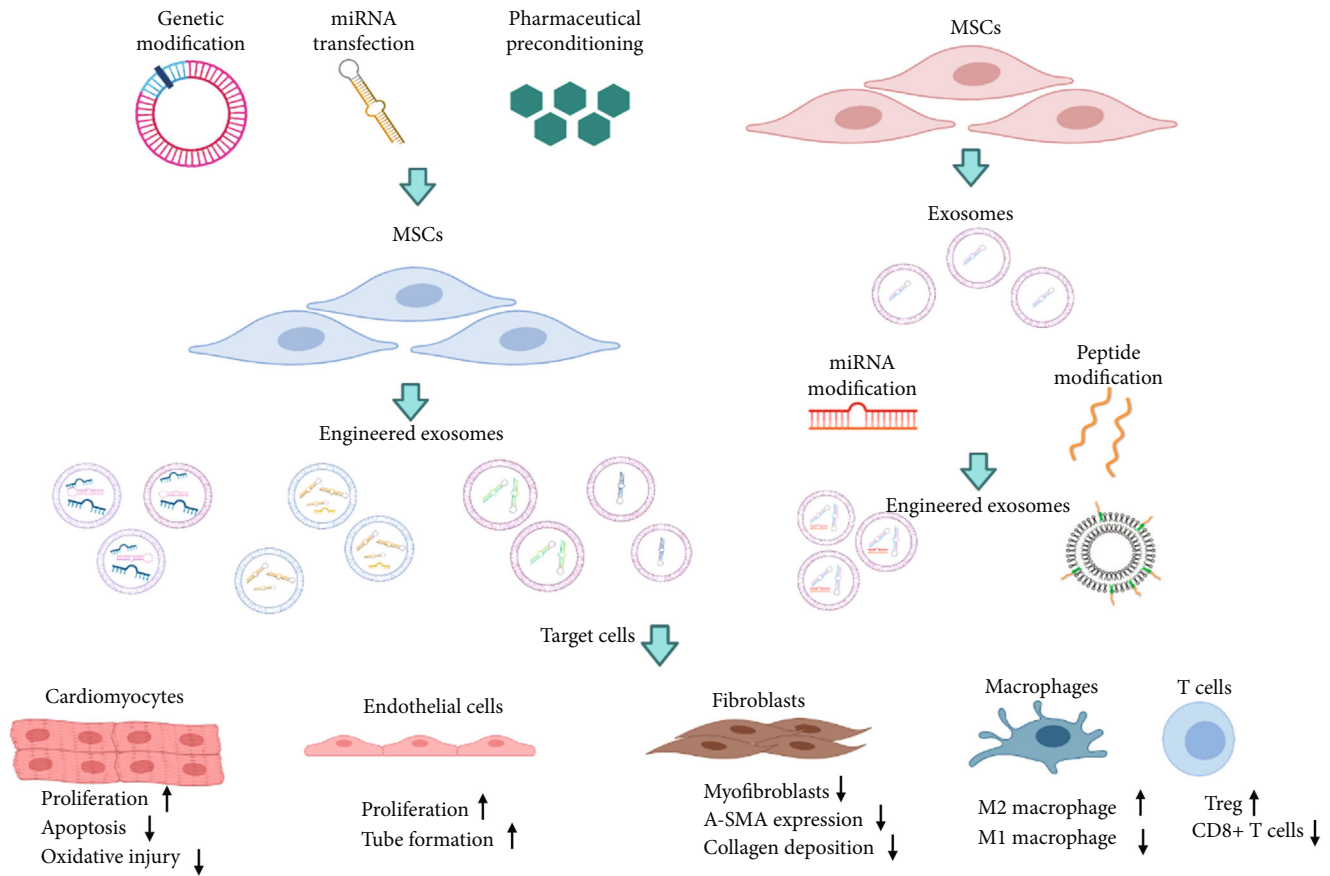 Genetic
modification
miRNA
transfection
Pharmaceutical
preconditioning
MSCs
MSCs
Exosomes
miRNA
modification
Peptide
modification
Engineered exosomes
Engineered exosomes
Target cells
Cardiomyocytes
Proliferation ↑
Apoptosis ↓
Oxidative injury ↓
Endothelial cells
Proliferation ↑
Tube formation ↑
Fibroblasts
Myofibroblasts ↓
A-SMA expression ↓
Collagen deposition ↓
Macrophages
M2 macrophage ↑
M1 macrophage ↓
T cells
Treg ↑
CD8+ T cells ↓